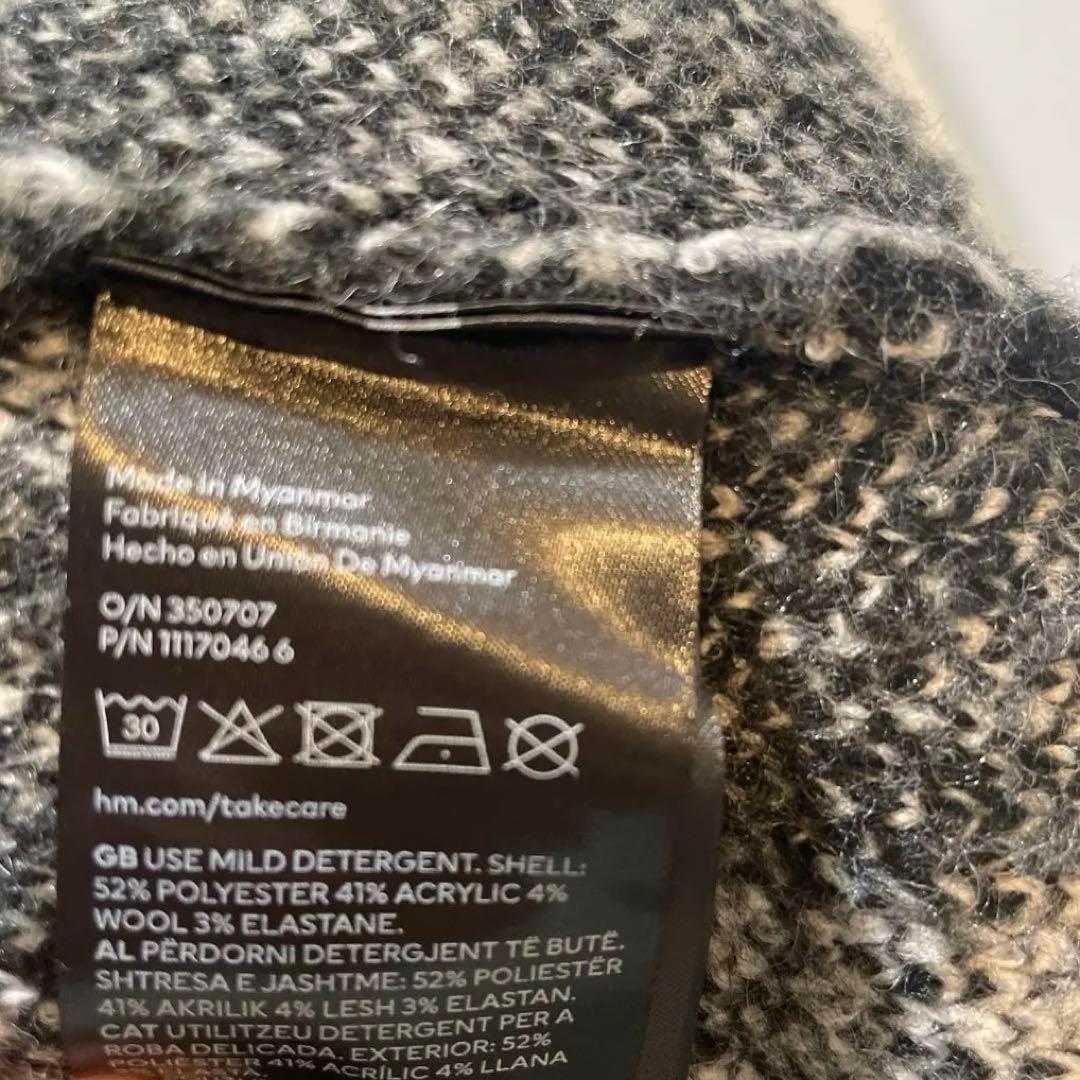 Made in Myanmar
Fabriqué en Birmanie
Hecho en Unión De Myanmar
O/N 350707
P/N 11170466
30
hm.com/takecare
GB USE MILD DETERGENT. SHELL:
52% POLYESTER 41% ACRYLIC 4%
WOOL 3% ELASTANE.
AL PËRDORNI DETERGJENT TË BUTË.
SHTRESA E JASHTME: 52% POLIESTËR
41% AKRILIK 4% LESH 3% ELASTAN.
CAT UTILITZEU DETERGENT PER A
ROBA DELICADA. EXTERIOR: 52%
POLIÈSTER 41% ACRÍLIC 4% LLANA